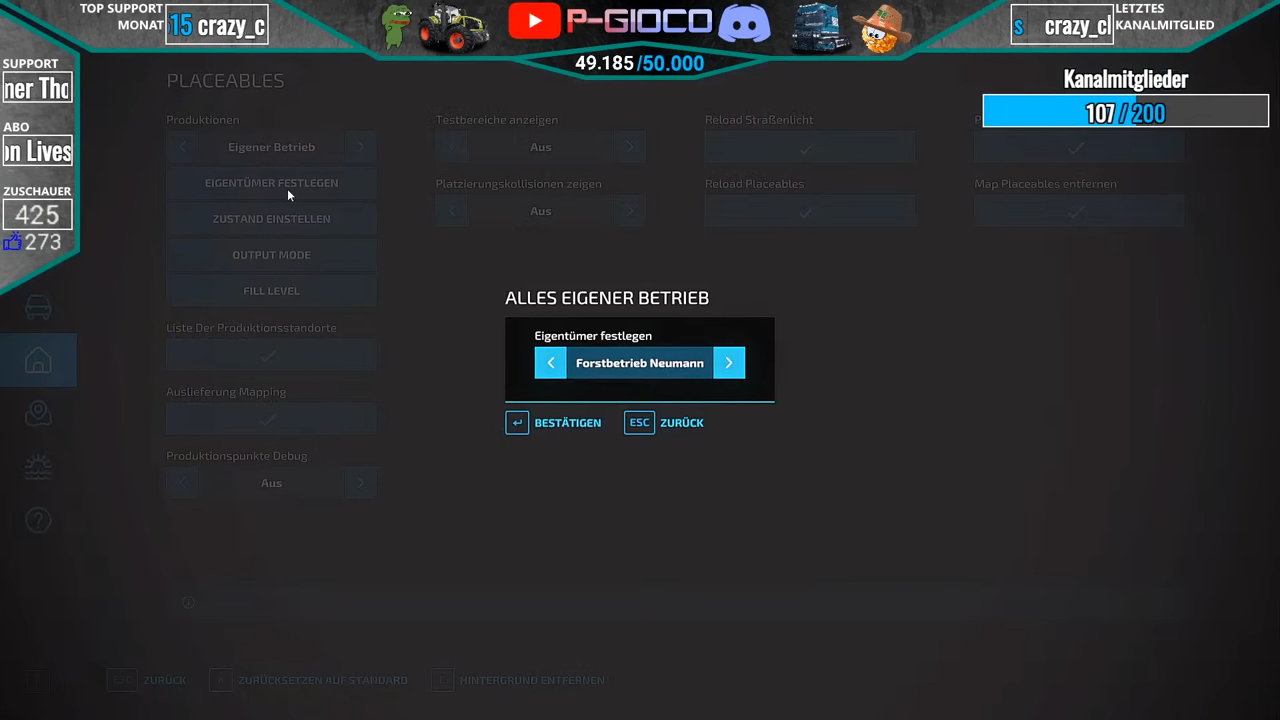 TOP SUPPORT
MONAT
15 crazy_c
P-GIOCO
s crazy_cl
LETZTES
KANALMITGLIED
49.185/50.000
SUPPORT
ner Tho
ABO
on Lives
ZUSCHAUER
425
273
Kanalmitglieder
107 / 200
PLACEABLES
Produktionen
Eigener Betrieb
EIGENTÜMER FESTLEGEN
ZUSTAND EINSTELLEN
OUTPUT MODE
FILL LEVEL
Liste Der Produktionsstandorte
Auslieferung Mapping
Produktionspunkte Debug
Aus
Testbereiche anzeigen
Aus
Platzierungskollisionen zeigen
Aus
Reload Straßenlicht
Reload Placeables
Map Placeables entfernen
ALLES EIGENER BETRIEB
Eigentümer festlegen
Forstbetrieb Neumann
BESTÄTIGEN
ESC ZURÜCK
ESC ZURÜCK
X ZURÜCKSETZEN AUF STANDARD
HINTERGRUND ENTFERNEN